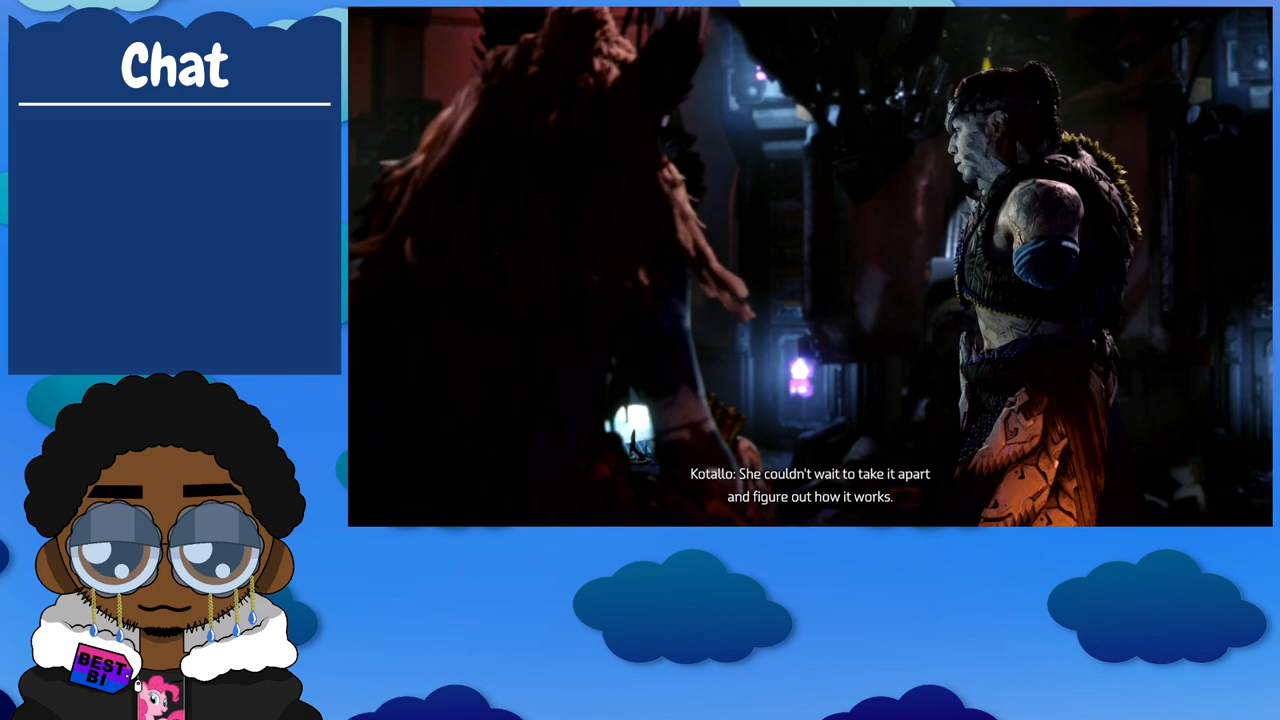 Chat
Kotallo: She couldn't wait to take it apart
and figure out how it works.
BEST
BI